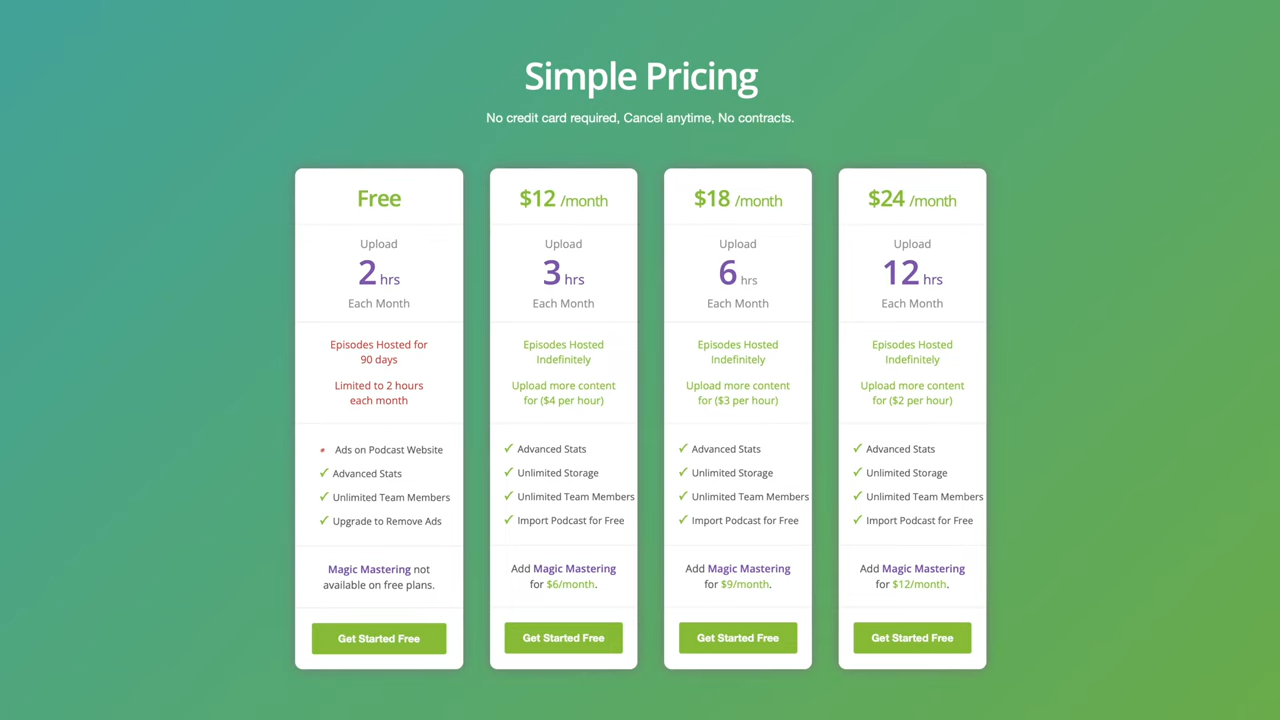 Simple Pricing
No credit card required, Cancel anytime, No contracts.
Free
Upload
2 hrs
Each Month
Episodes Hosted for
90 days
Limited to 2 hours
each month
Ads on Podcast Website
✓ Advanced Stats
✓ Unlimited Team Members
✓ Upgrade to Remove Ads
Magic Mastering not
available on free plans.
Get Started Free
$12 /month
Upload
3 hrs
Each Month
Episodes Hosted
Indefinitely
Upload more content
for ($4 per hour)
✓ Advanced Stats
✓ Unlimited Storage
✓ Unlimited Team Members
✓ Import Podcast for Free
Add Magic Mastering
for $6/month.
Get Started Free
$18 /month
Upload
6 hrs
Each Month
Episodes Hosted
Indefinitely
Upload more content
for ($3 per hour)
✓ Advanced Stats
✓ Unlimited Storage
✓ Unlimited Team Members
✓ Import Podcast for Free
Add Magic Mastering
for $9/month.
Get Started Free
$24 /month
Upload
12 hrs
Each Month
Episodes Hosted
Indefinitely
Upload more content
for ($2 per hour)
✓ Advanced Stats
✓ Unlimited Storage
✓ Unlimited Team Members
✓ Import Podcast for Free
Add Magic Mastering
for $12/month.
Get Started Free